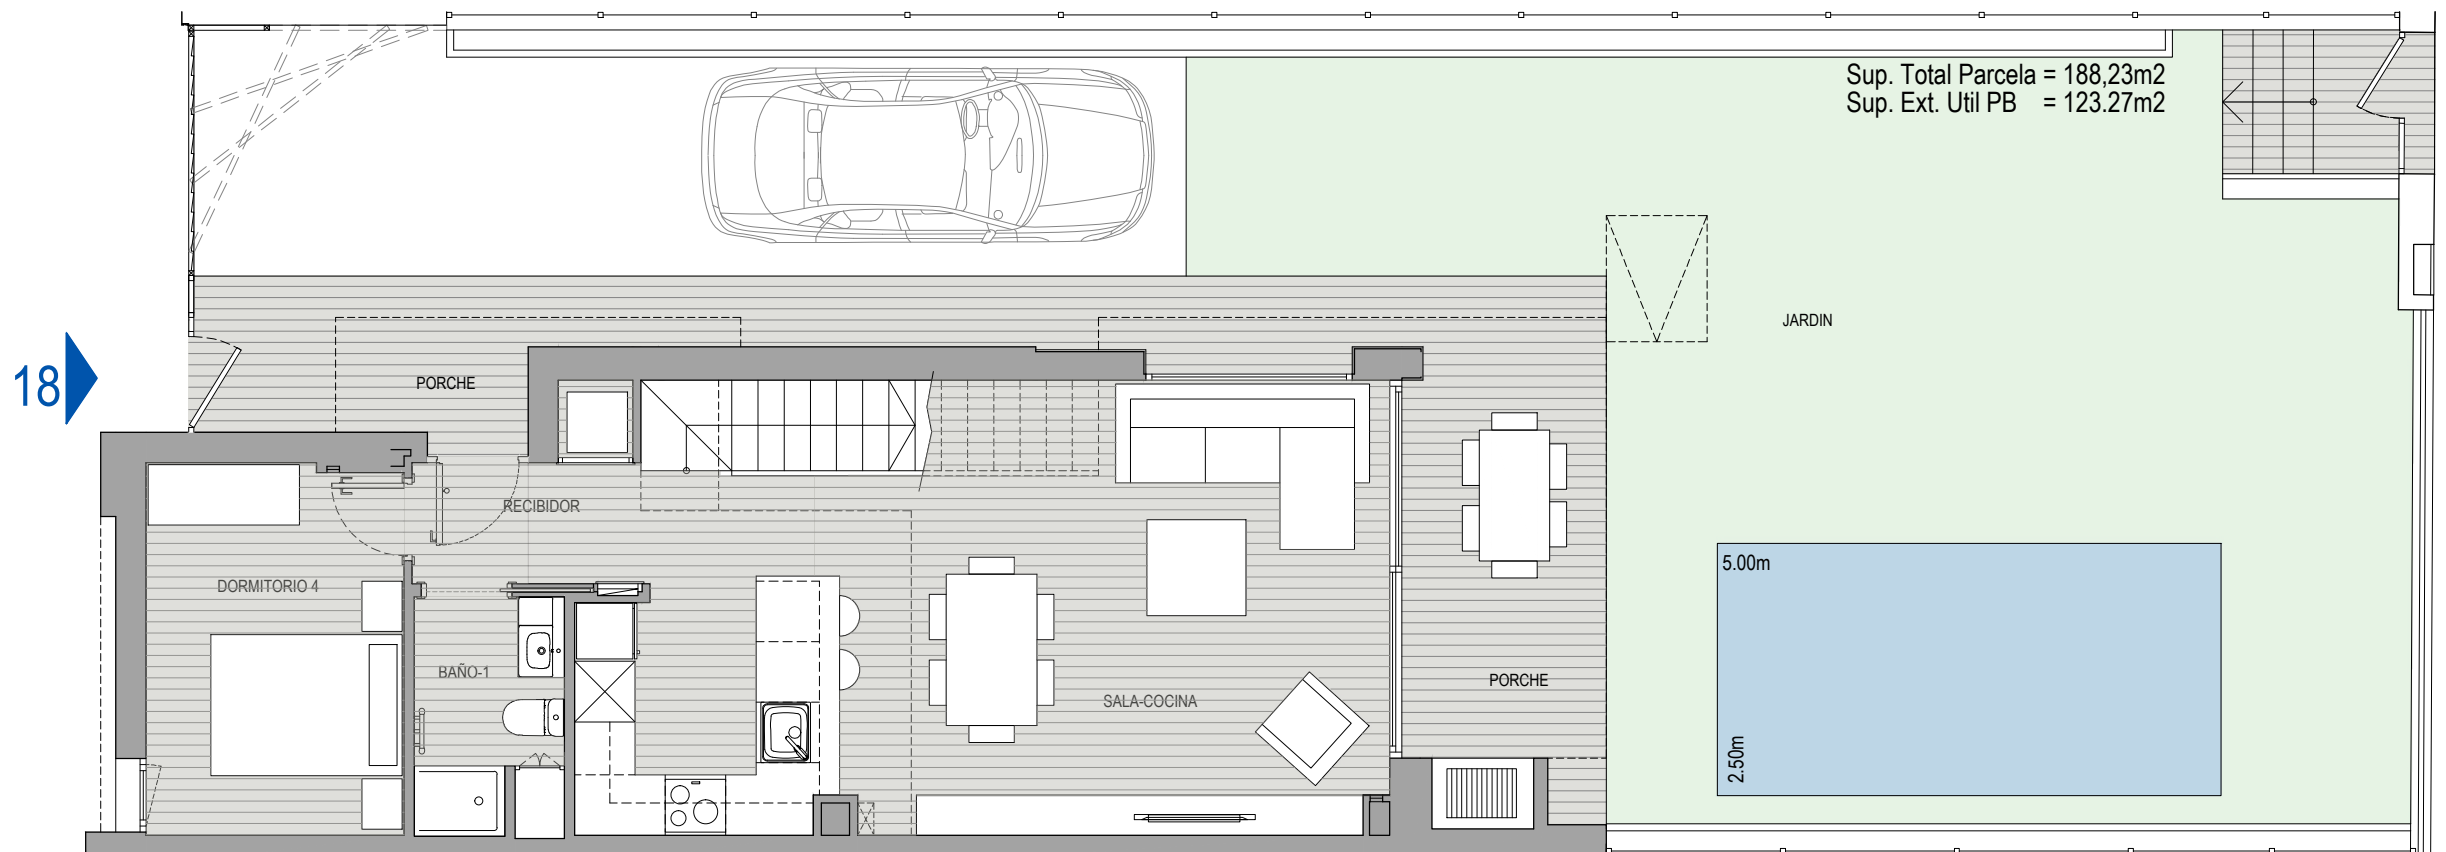 Sup. Total Parcela = 188,23m2
Sup. Ext. Util PB = 123.27m2
JARDIN
18
PORCHE
RECIBIDOR
DORMITORIO 4
5.00m
BAÑO-1
SALA-COCINA
PORCHE
2.50m